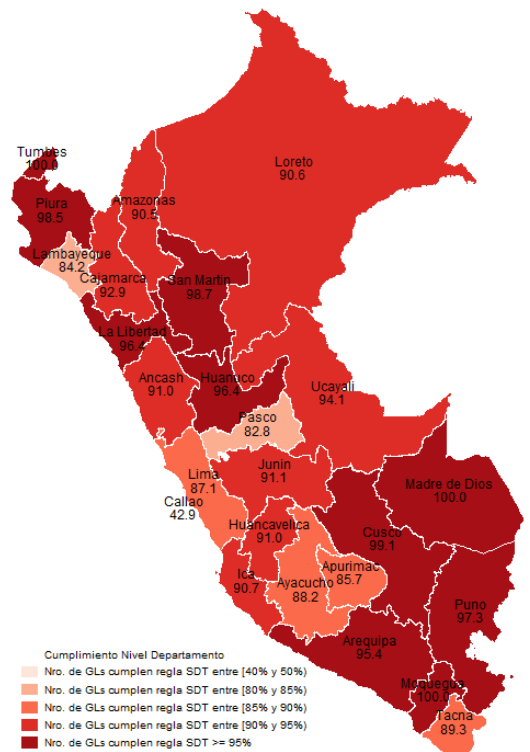 Loreto
90.6
Tumbes
100.0
Piura
98.5
Amazonas
90.5
Lambayeque
84.2
Cajamarca
92.9
San Martin
98.7
La Libertad
96.4
Ancash
91.0
Huanuco
96.4
Ucayali
94.1
Pasco
82.8
Lima
87.1
Junin
91.1
Callao
42.9
Madre de Dios
100.0
Huancavelica
91.0
Cusco
99.1
Ica
90.7
Ayacucho
88.2
Apurimac
85.7
Puno
97.3
Arequipa
95.4
Moquegua
100.0
Tacna
89.3
Cumplimiento Nivel Departamento
Nro. de GLs cumplen regla SDT entre [40% y 50%)
Nro. de GLs cumplen regla SDT entre [80% y 85%)
Nro. de GLs cumplen regla SDT entre [85% y 90%)
Nro. de GLs cumplen regla SDT entre [90% y 95%)
Nro. de GLs cumplen regla SDT >= 95%